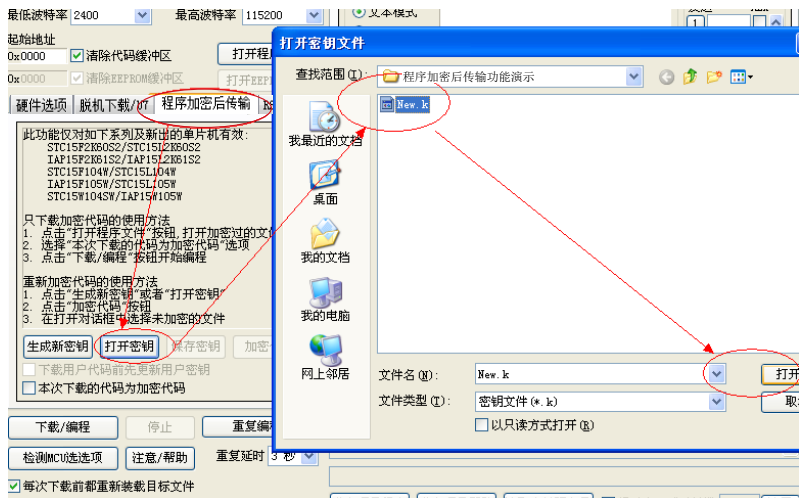 最低波特率 2400 最高波特率 115200
文本模式
起始地址
0x0000 清除代码缓冲区 打开程
0x0000 清除EEPROM缓冲区 打开EEP
硬件选项 脱机下载/U7 程序加密后传输
此功能仅对如下系列及新出的单片机有效:
STC15F2K60S2/STC15L2K60S2
IAP15F2K61S2/IAP15L2K61S2
STC15F104W/STC15L104W
IAP15F105W/STC15L105W
STC15W104SW/IAP15W105W
只下载加密代码的使用方法
1. 点击"打开程序文件"按钮,打开加密过的文
2. 选择"本次下载的代码为加密代码"选项
3. 点击"下载/编程"按钮开始编程
重新加密代码的使用方法
1. 点击"生成新密钥"或者"打开密钥"
2. 点击"加密代码"按钮
3. 在打开对话框中选择未加密的文件
生成新密钥 打开密钥 保存密钥 加密
下载用户代码前先更新用户密钥
本次下载的代码为加密代码
下载/编程 停止 重复编
检测MCU选选项 注意/帮助 重复延时 3 秒
每次下载前都重新装载目标文件
打开密钥文件
查找范围(I): 程序加密后传输功能演示
New.k
我最近的文档
桌面
我的文档
我的电脑
网上邻居
文件名(N): New.k 打开
文件类型(T): 密钥文件(*.k) 取
以只读方式打开(R)